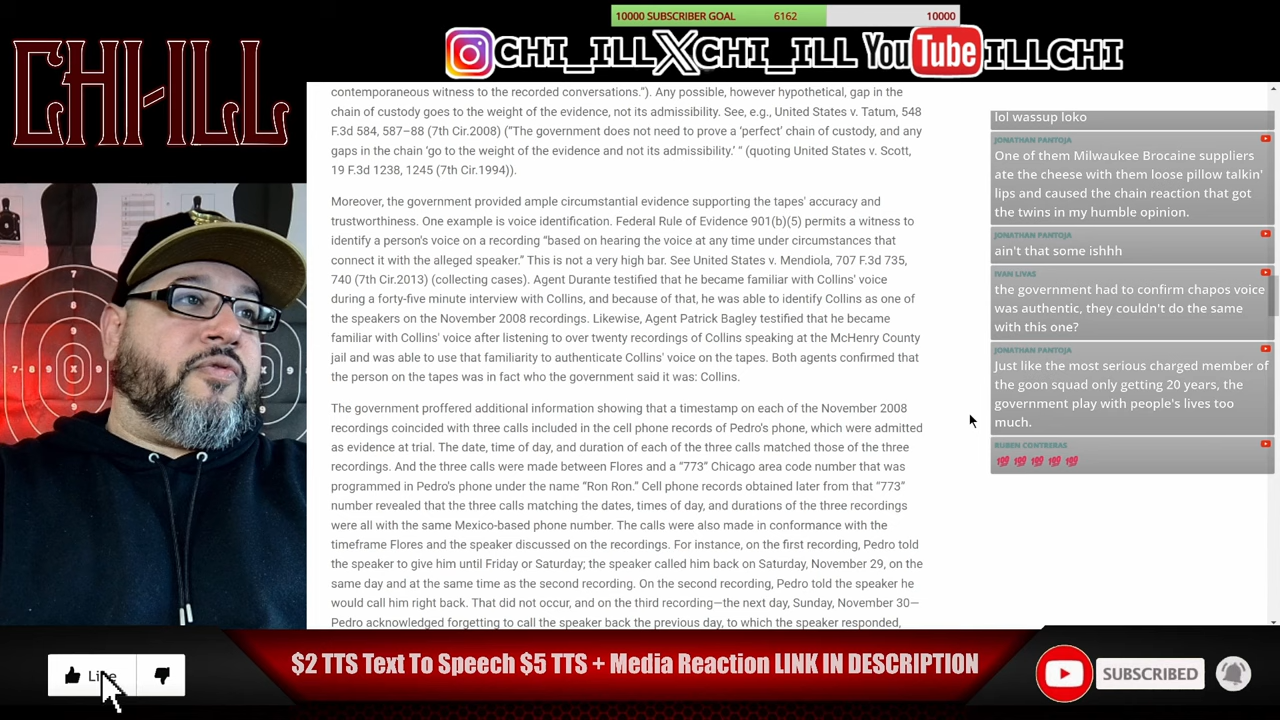 10000 SUBSCRIBER GOAL 6162 10000
CHI-ILL
CHI_ILL X CHI_ILL YouTube ILLCHI
contemporaneous witness to the recorded conversations.”). Any possible, however hypothetical, gap in the
chain of custody goes to the weight of the evidence, not its admissibility. See, e.g., United States v. Tatum, 548
F.3d 584, 587–88 (7th Cir.2008) (“The government does not need to prove a ‘perfect’ chain of custody, and any
gaps in the chain ‘go to the weight of the evidence and not its admissibility.’ “ (quoting United States v. Scott,
19 F.3d 1238, 1245 (7th Cir.1994)).
Moreover, the government provided ample circumstantial evidence supporting the tapes' accuracy and
trustworthiness. One example is voice identification. Federal Rule of Evidence 901(b)(5) permits a witness to
identify a person's voice on a recording “based on hearing the voice at any time under circumstances that
connect it with the alleged speaker.” This is not a very high bar. See United States v. Mendiola, 707 F.3d 735,
740 (7th Cir.2013) (collecting cases). Agent Durante testified that he became familiar with Collins' voice
during a forty-five minute interview with Collins, and because of that, he was able to identify Collins as one of
the speakers on the November 2008 recordings. Likewise, Agent Patrick Bagley testified that he became
familiar with Collins' voice after listening to over twenty recordings of Collins speaking at the McHenry County
jail and was able to use that familiarity to authenticate Collins' voice on the tapes. Both agents confirmed that
the person on the tapes was in fact who the government said it was: Collins.
The government proffered additional information showing that a timestamp on each of the November 2008
recordings coincided with three calls included in the cell phone records of Pedro's phone, which were admitted
as evidence at trial. The date, time of day, and duration of each of the three calls matched those of the three
recordings. And the three calls were made between Flores and a “773” Chicago area code number that was
programmed in Pedro's phone under the name “Ron Ron.” Cell phone records obtained later from that “773”
number revealed that the three calls matching the dates, times of day, and durations of the three recordings
were all with the same Mexico-based phone number. The calls were also made in conformance with the
timeframe Flores and the speaker discussed on the recordings. For instance, on the first recording, Pedro told
the speaker to give him until Friday or Saturday; the speaker called him back on Saturday, November 29, on the
same day and at the same time as the second recording. On the second recording, Pedro told the speaker he
would call him right back. That did not occur, and on the third recording—the next day, Sunday, November 30—
Pedro acknowledged forgetting to call the speaker back the previous day, to which the speaker responded,
lol wassup loko
JONATHAN PANTOJA
One of them Milwaukee Brocaine suppliers
ate the cheese with them loose pillow talkin'
lips and caused the chain reaction that got
the twins in my humble opinion.
JONATHAN PANTOJA
ain't that some ishhh
IVAN LIVAS
the government had to confirm chapos voice
was authentic, they couldn't do the same
with this one?
JONATHAN PANTOJA
Just like the most serious charged member of
the goon squad only getting 20 years, the
government play with people's lives too
much.
RUBEN CONTRERAS
💯 💯 💯 💯 💯
7
7 8 9 X 9
8
9
Like
$2 TTS Text To Speech $5 TTS + Media Reaction LINK IN DESCRIPTION
SUBSCRIBED